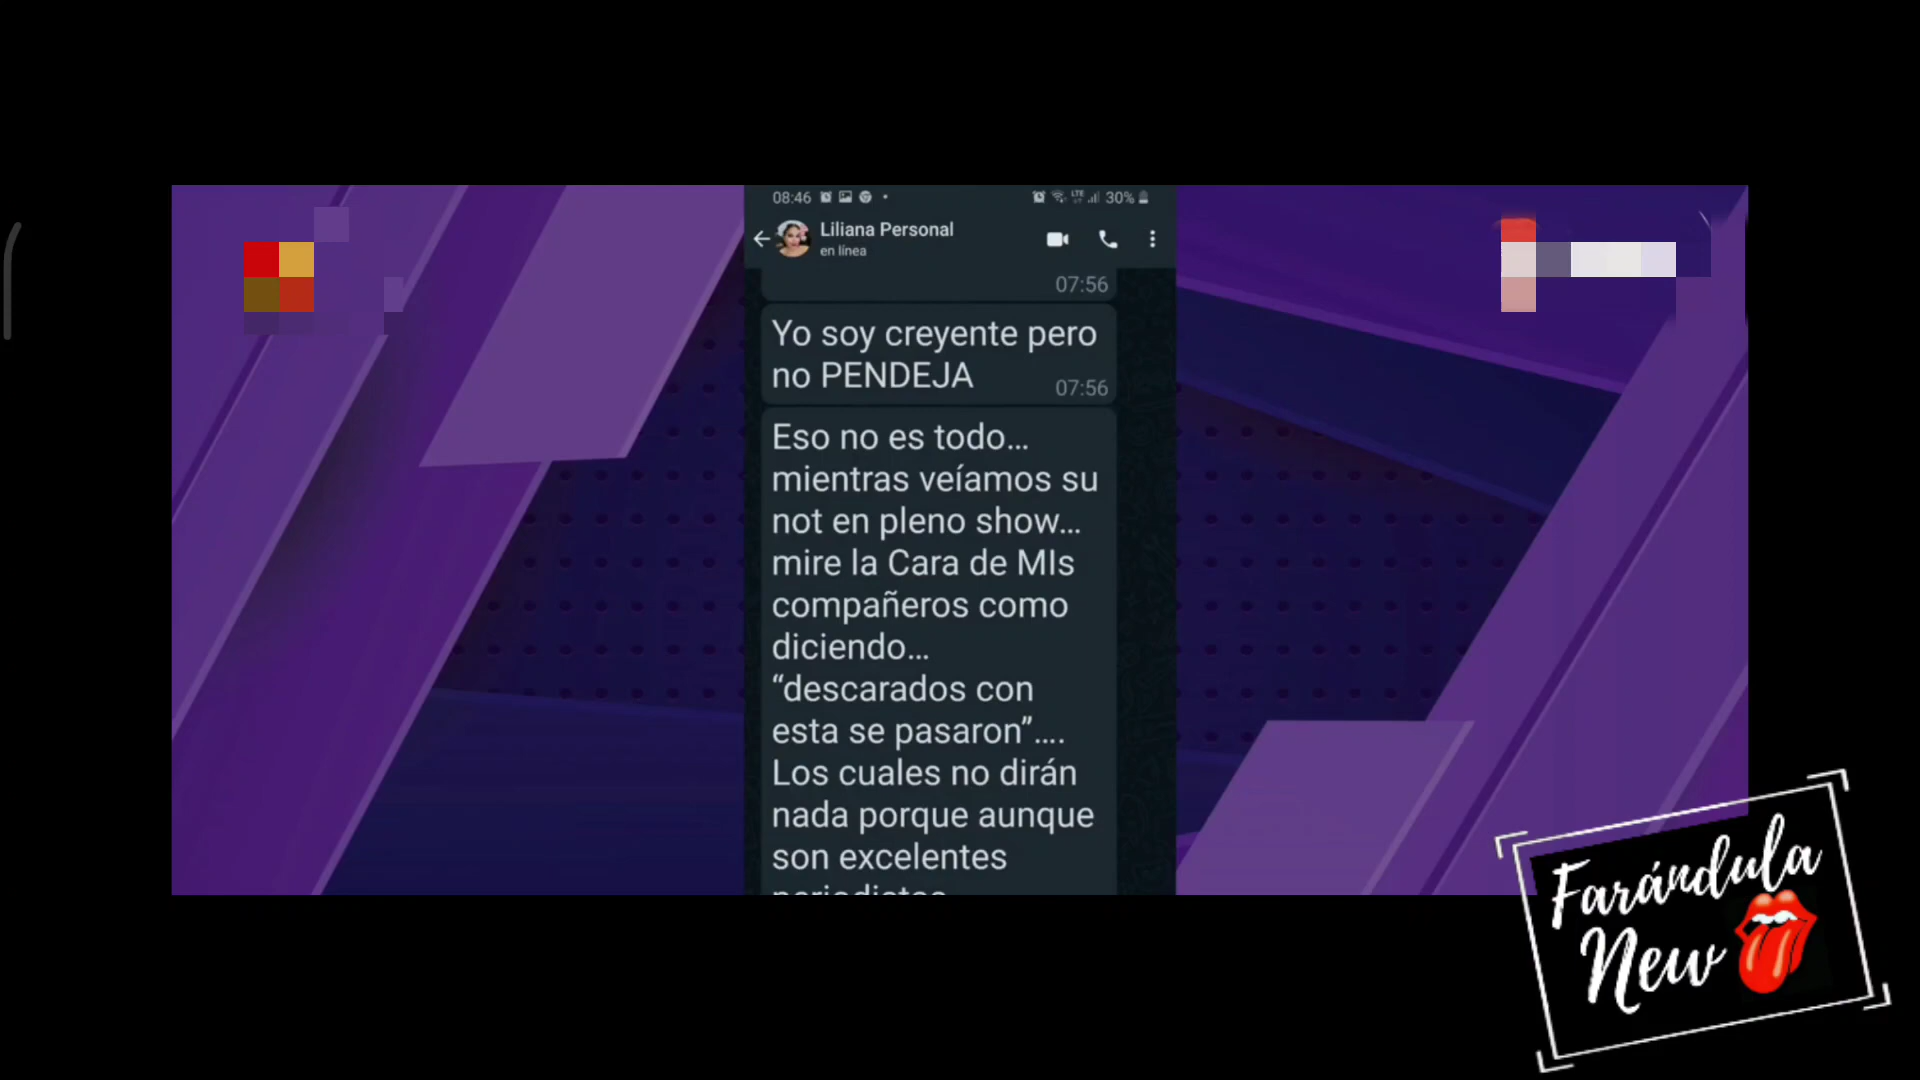 08:46
LTE
30%
Liliana Personal
en línea
07:56
Yo soy creyente pero
no PENDEJA
07:56
Eso no es todo...
mientras veíamos su
not en pleno show...
mire la Cara de MIs
compañeros como
diciendo...
“descarados con
esta se pasaron”....
Los cuales no dirán
nada porque aunque
son excelentes
Farándula
New